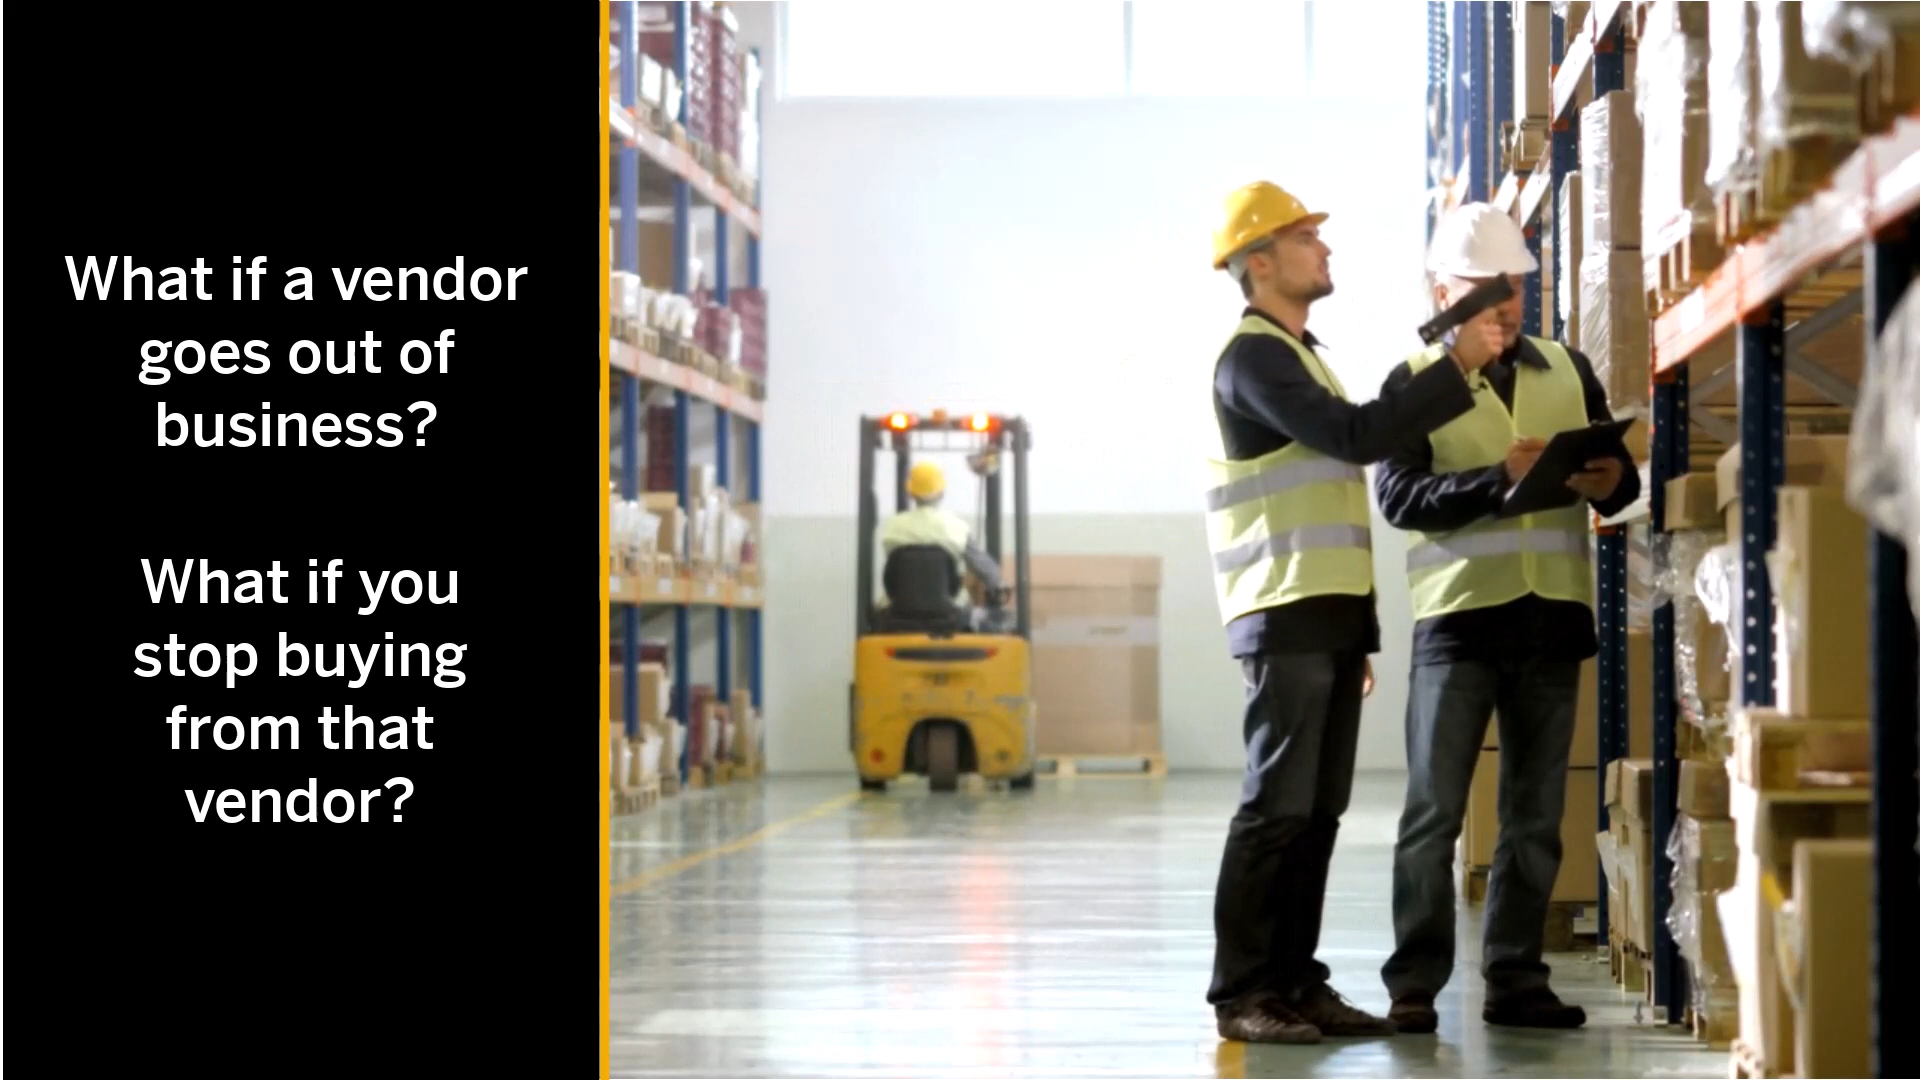 What if a vendor
goes out of
business?
What if you
stop buying
from that
vendor?